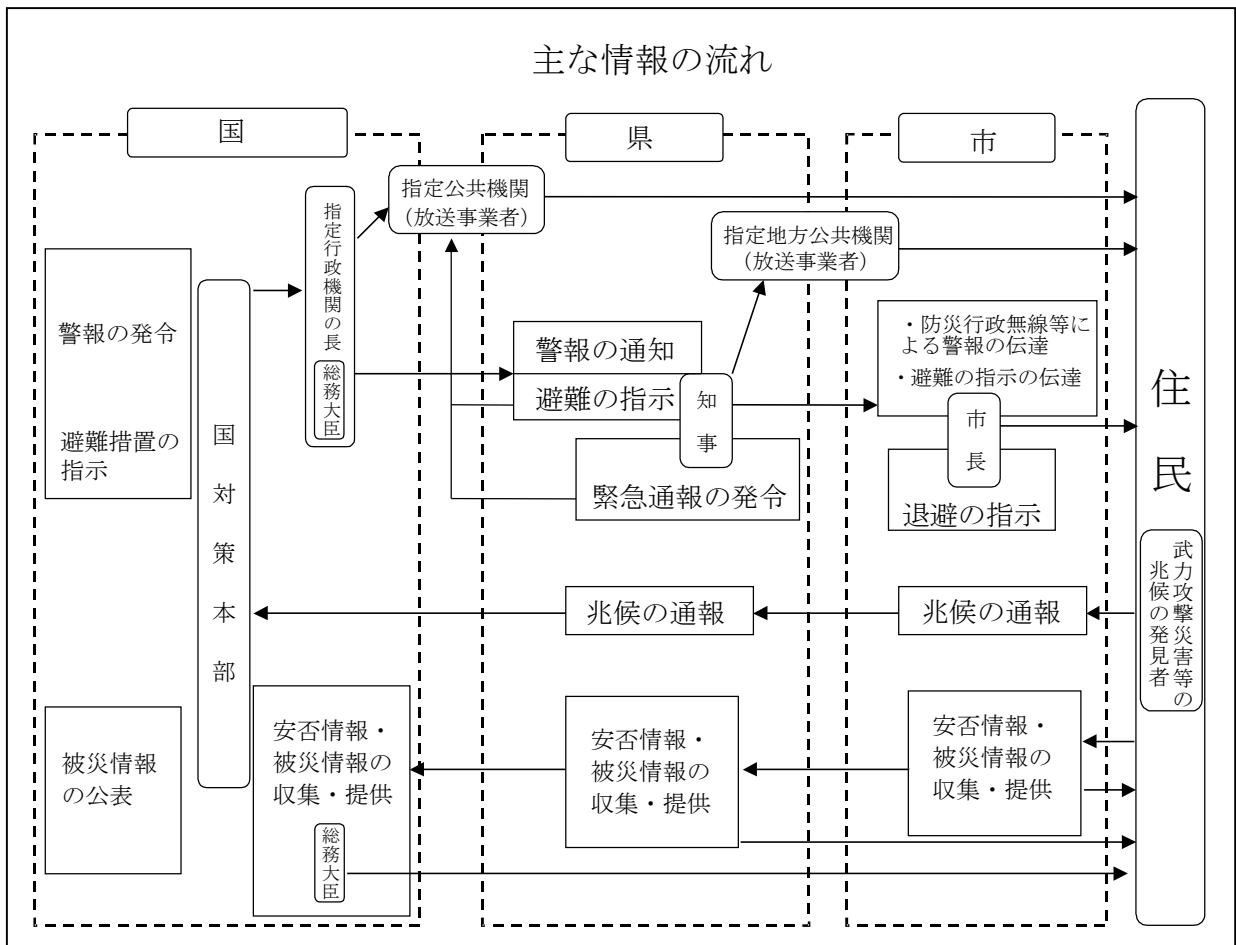 主な情報の流れ
国
県
市
指定公共機関
（放送事業者）
指定地方公共機関
（放送事業者）
指定行政機関の長
総務大臣
警報の発令
避難措置の
指示
国対策本部
警報の通知
避難の指示
知事
緊急通報の発令
・防災行政無線等に
よる警報の伝達
・避難の指示の伝達
市長
退避の指示
住民
武力攻撃災害等の
兆候の発見者
兆候の通報
兆候の通報
被災情報
の公表
安否情報・
被災情報の
収集・提供
総務大臣
安否情報・
被災情報の
収集・提供
安否情報・
被災情報の
収集・提供